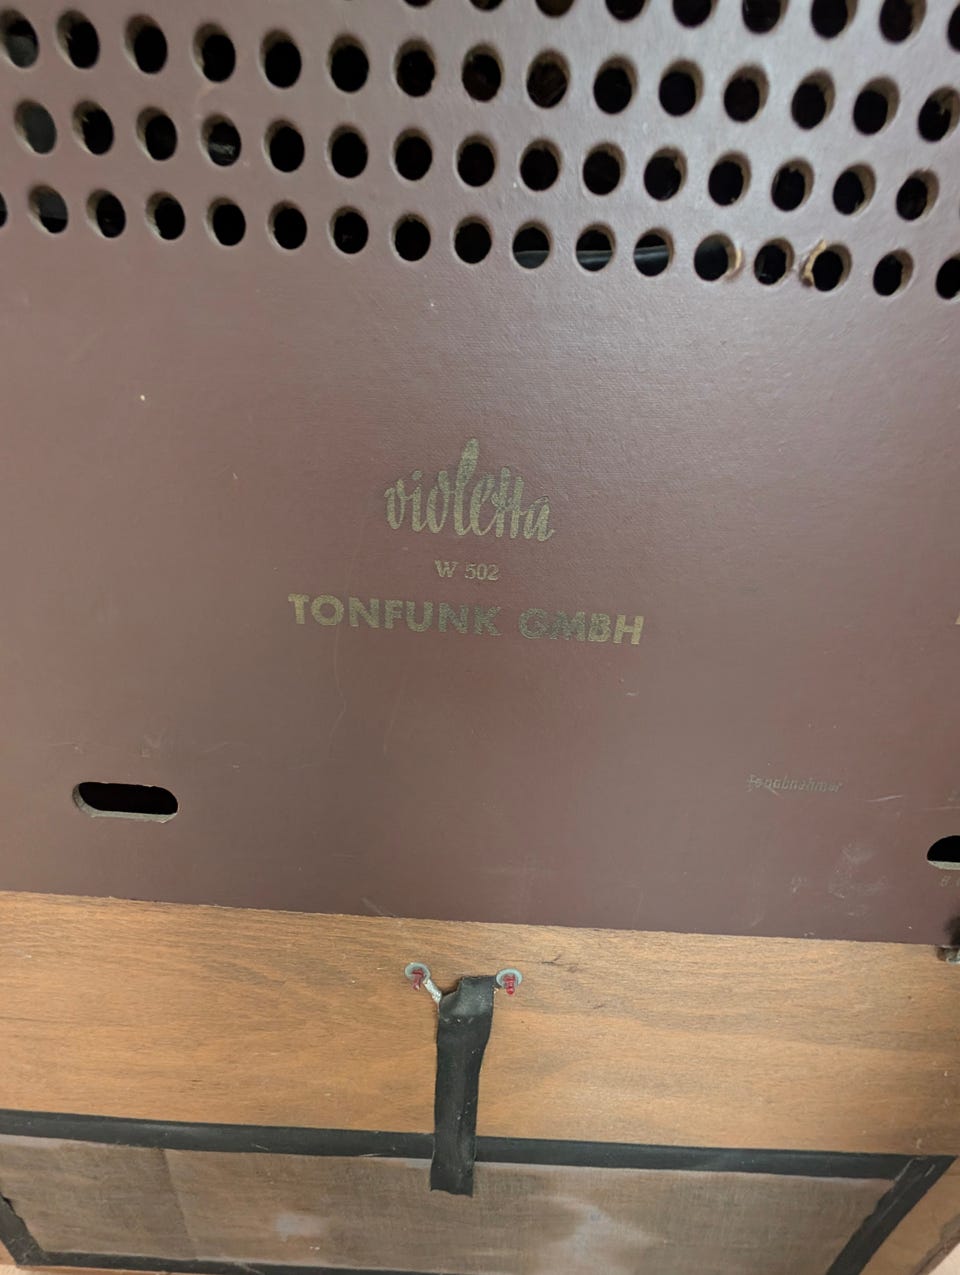 violetta
W 502
TONFUNK GMBH
Tonabnehmer